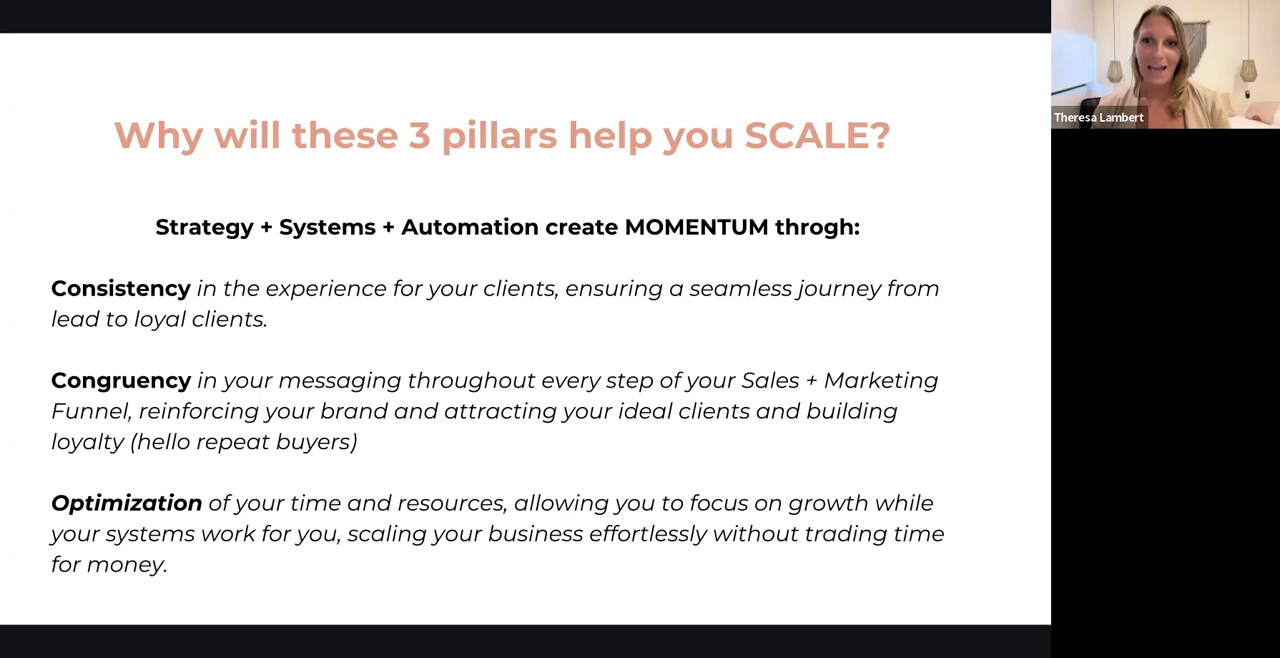 Why will these 3 pillars help you SCALE?
Strategy + Systems + Automation create MOMENTUM throgh:
Consistency in the experience for your clients, ensuring a seamless journey from
lead to loyal clients.
Congruency in your messaging throughout every step of your Sales + Marketing
Funnel, reinforcing your brand and attracting your ideal clients and building
loyalty (hello repeat buyers)
Optimization of your time and resources, allowing you to focus on growth while
your systems work for you, scaling your business effortlessly without trading time
for money.
Theresa Lambert